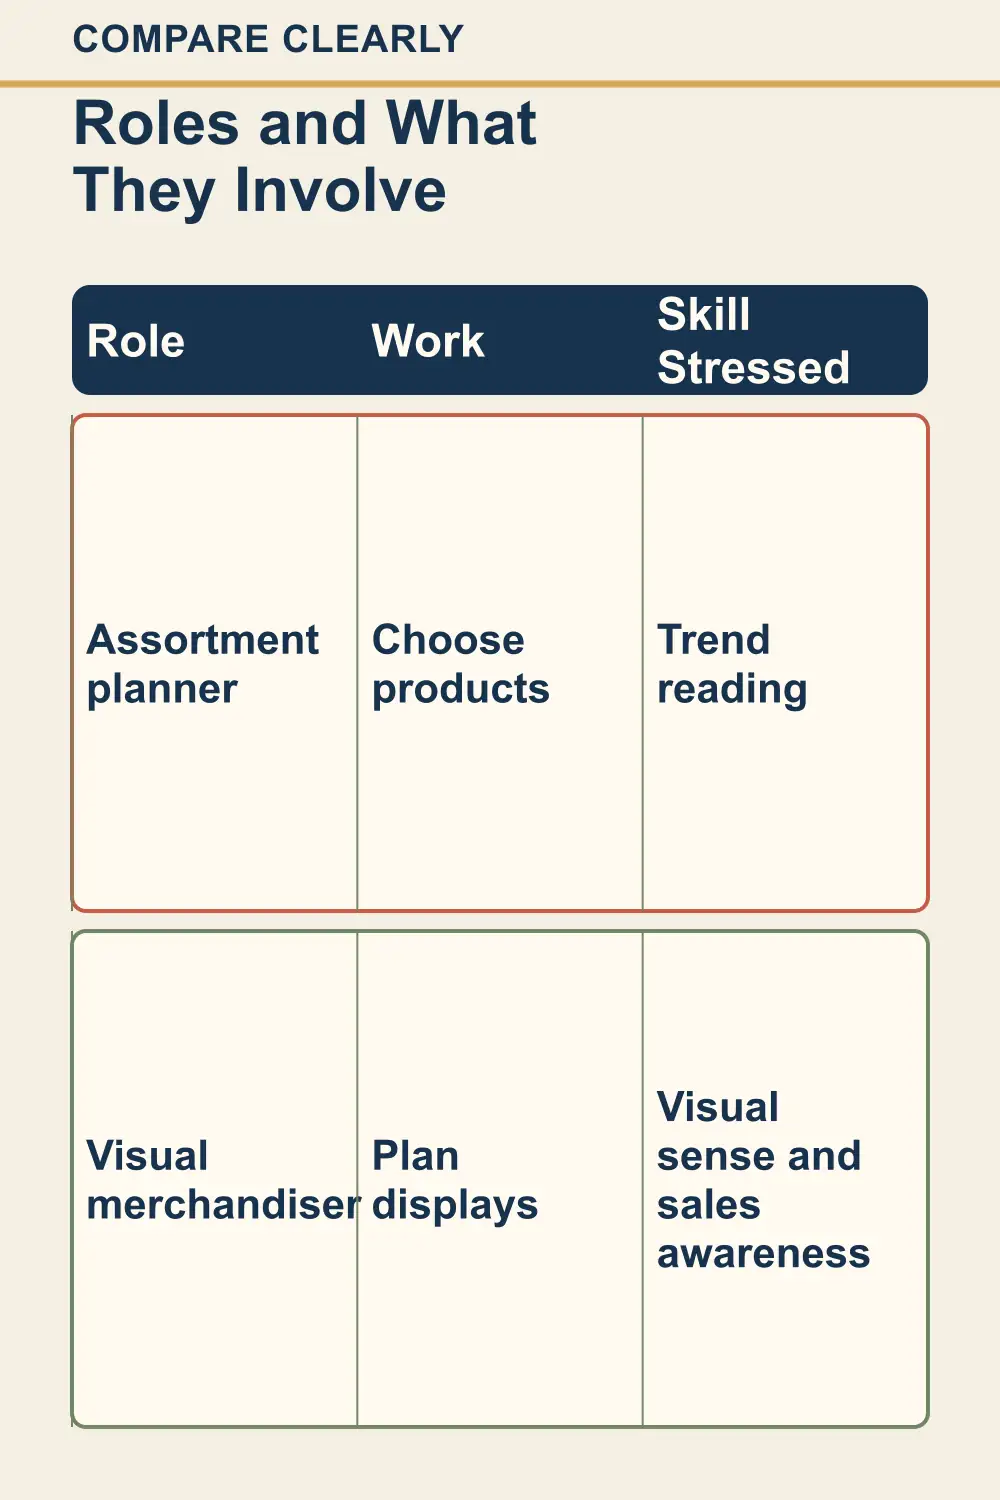 COMPARE CLEARLY
Roles and What
They Involve
Role
Work
Skill
Stressed
Assortment
planner
Choose
products
Trend
reading
Visual
merchandiser
Plan
displays
Visual
sense and
sales
awareness